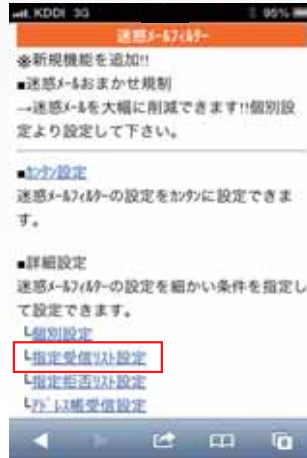 KDDI 3G 95%
迷惑ﾒｰﾙﾌｨﾙﾀｰ
※新規機能を追加!!
■迷惑ﾒｰﾙおまかせ規制
→迷惑ﾒｰﾙを大幅に削減できます!!個別設
定より設定して下さい。
■ｶﾝﾀﾝ設定
迷惑ﾒｰﾙﾌｨﾙﾀｰの設定をｶﾝﾀﾝに設定できま
す。
■詳細設定
迷惑ﾒｰﾙﾌｨﾙﾀｰの設定を細かい条件を指定し
て設定できます。
└個別設定
└指定受信ﾘｽﾄ設定
└指定拒否ﾘｽﾄ設定
└ｱﾄﾞﾚｽ帳受信設定